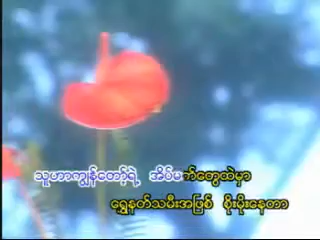 သူဟာကျွန်တော့်ရဲ့ အိပ်မက်တွေထဲမှာ
ရွှေနတ်သမီးအဖြစ် စိုးမိုးနေတာ